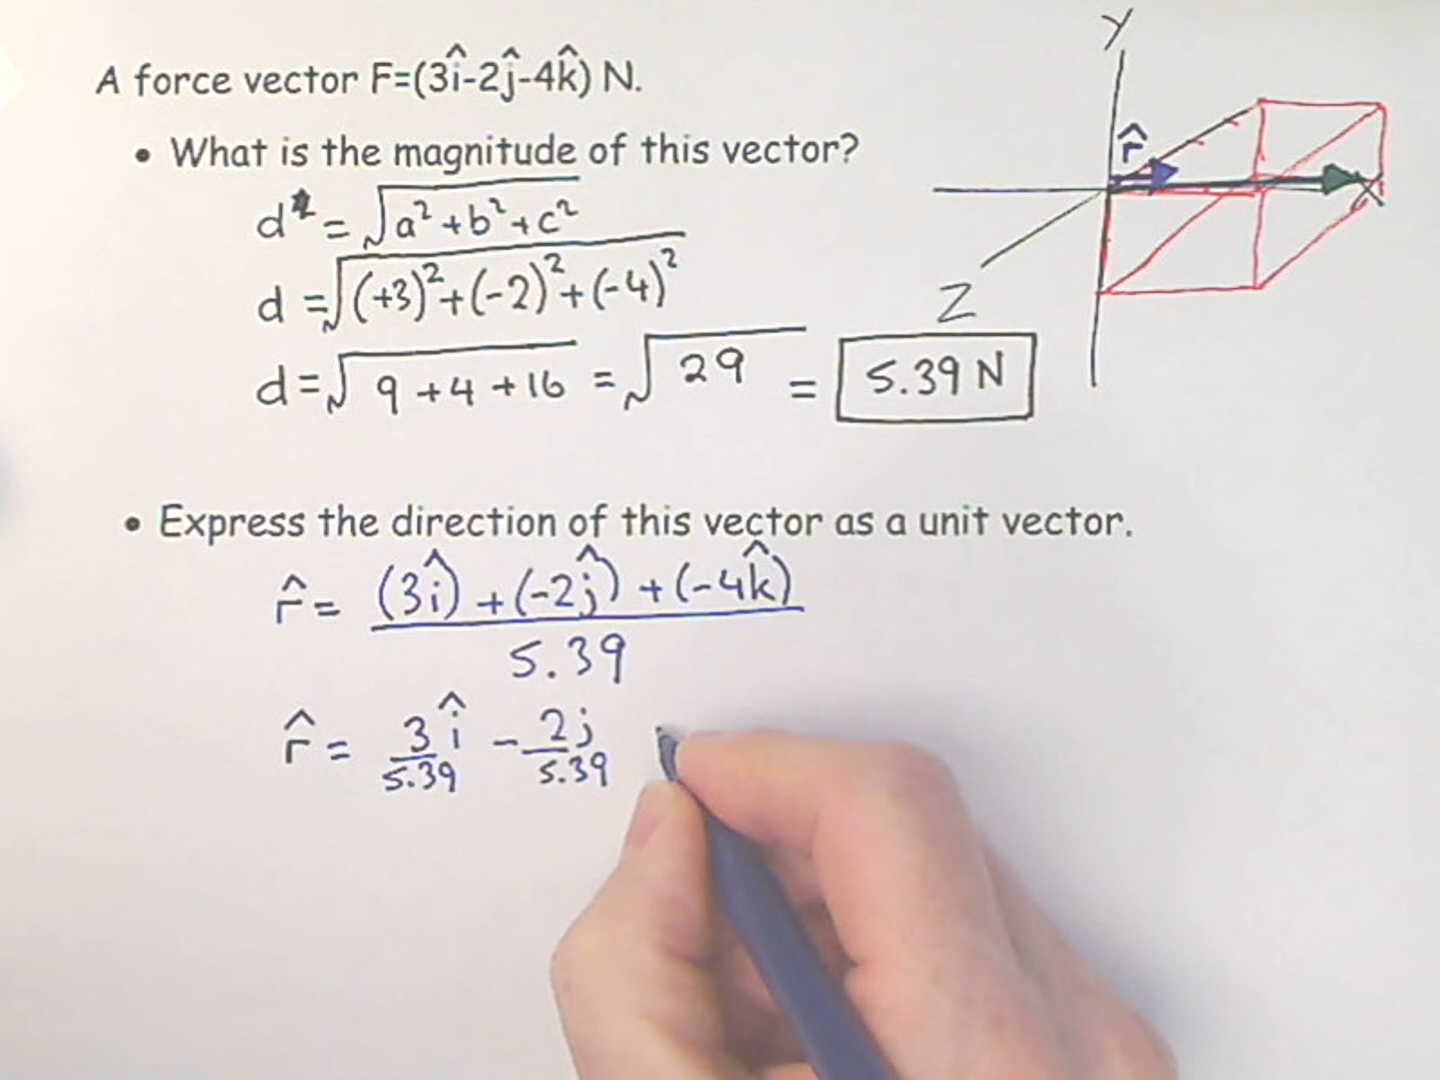 A force vector F=(3î-2ĵ-4k̂) N.
• What is the magnitude of this vector?
d = √a² + b² + c²
d = √(+3)² + (-2)² + (-4)²
d = √9 + 4 + 16 = √29 = 5.39 N
Y
r̂
X
Z
• Express the direction of this vector as a unit vector.
r̂ = (3î) + (-2ĵ) + (-4k̂)
5.39
r̂ = 3 î - 2j
5.39 5.39